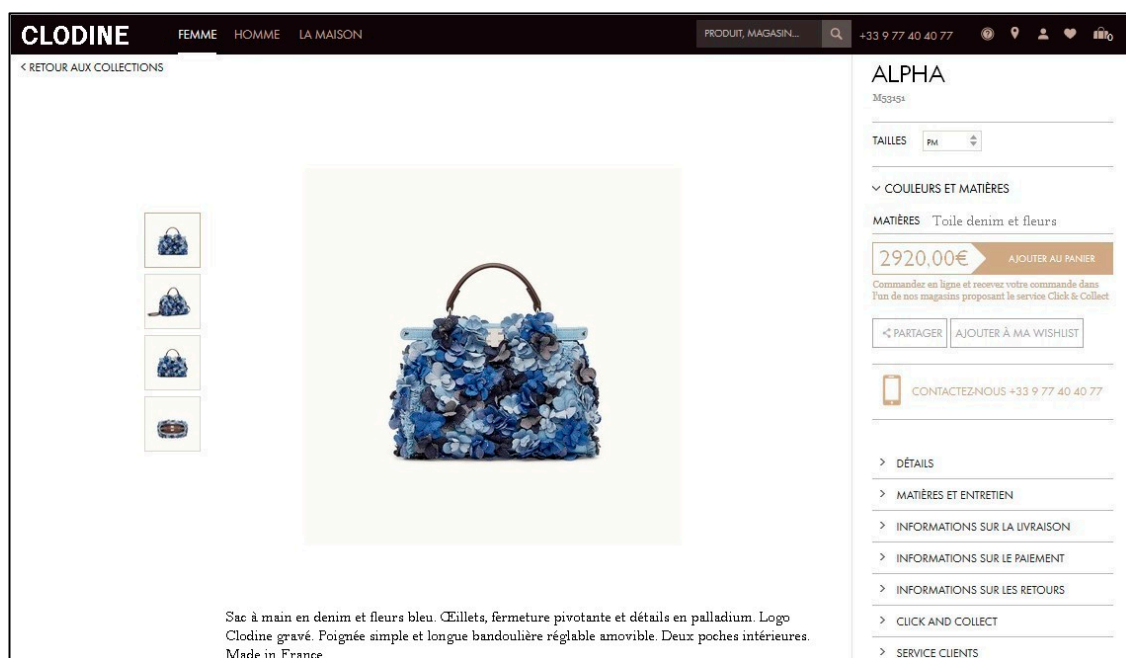 CLODINE
FEMME HOMME LA MAISON
PRODUIT, MAGASIN...
+33 9 77 40 40 77
0
< RETOUR AUX COLLECTIONS
ALPHA
M53151
TAILLES PM
COULEURS ET MATIÈRES
MATIÈRES Toile denim et fleurs
2920,00€ AJOUTER AU PANIER
Commandez en ligne et recevez votre commande dans
l'un de nos magasins proposant le service Click & Collect
PARTAGER AJOUTER À MA WISHLIST
CONTACTEZ-NOUS +33 9 77 40 40 77
> DÉTAILS
> MATIÈRES ET ENTRETIEN
> INFORMATIONS SUR LA LIVRAISON
> INFORMATIONS SUR LE PAIEMENT
> INFORMATIONS SUR LES RETOURS
> CLICK AND COLLECT
> SERVICE CLIENTS
Sac à main en denim et fleurs bleu. Œillets, fermeture pivotante et détails en palladium. Logo
Clodine gravé. Poignée simple et longue bandoulière réglable amovible. Deux poches intérieures.
Made in France